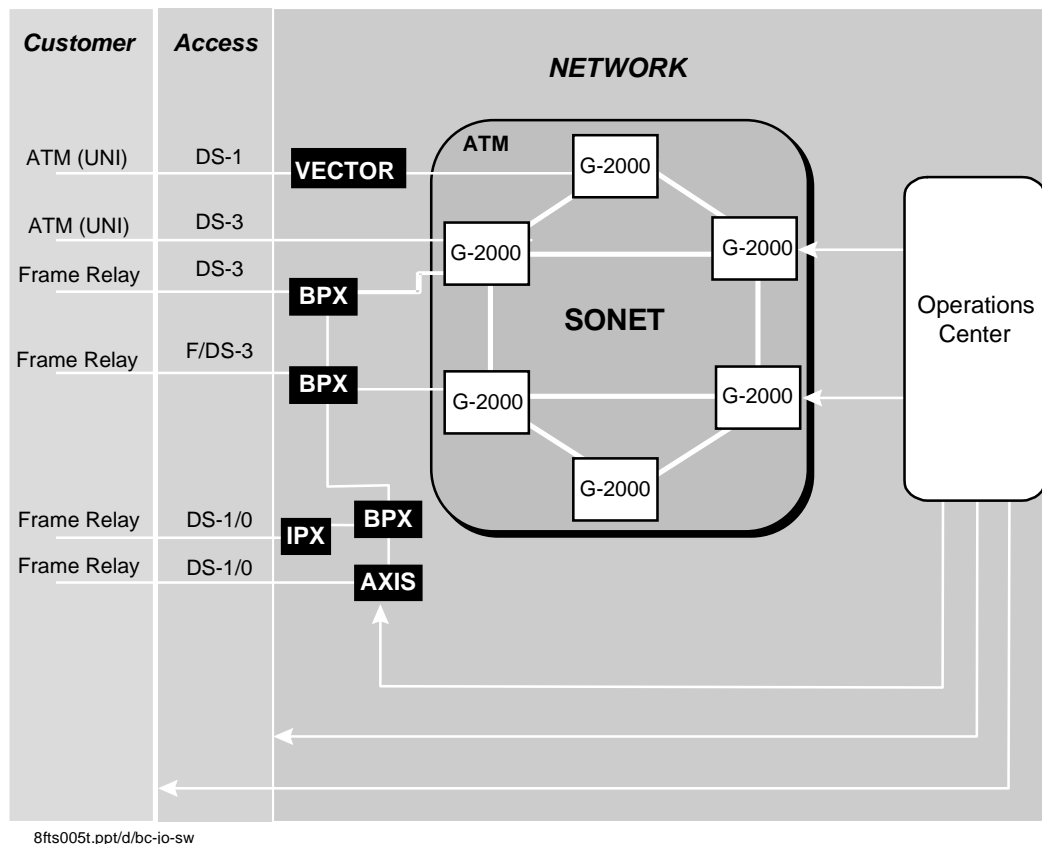 Customer
Access
NETWORK
ATM (UNI)
DS-1
VECTOR
ATM
G-2000
ATM (UNI)
DS-3
G-2000
G-2000
Frame Relay
DS-3
BPX
SONET
Operations
Center
Frame Relay
F/DS-3
BPX
G-2000
G-2000
G-2000
Frame Relay
DS-1/0
IPX
BPX
Frame Relay
DS-1/0
AXIS
8fts005t.ppt/d/bc-jo-sw